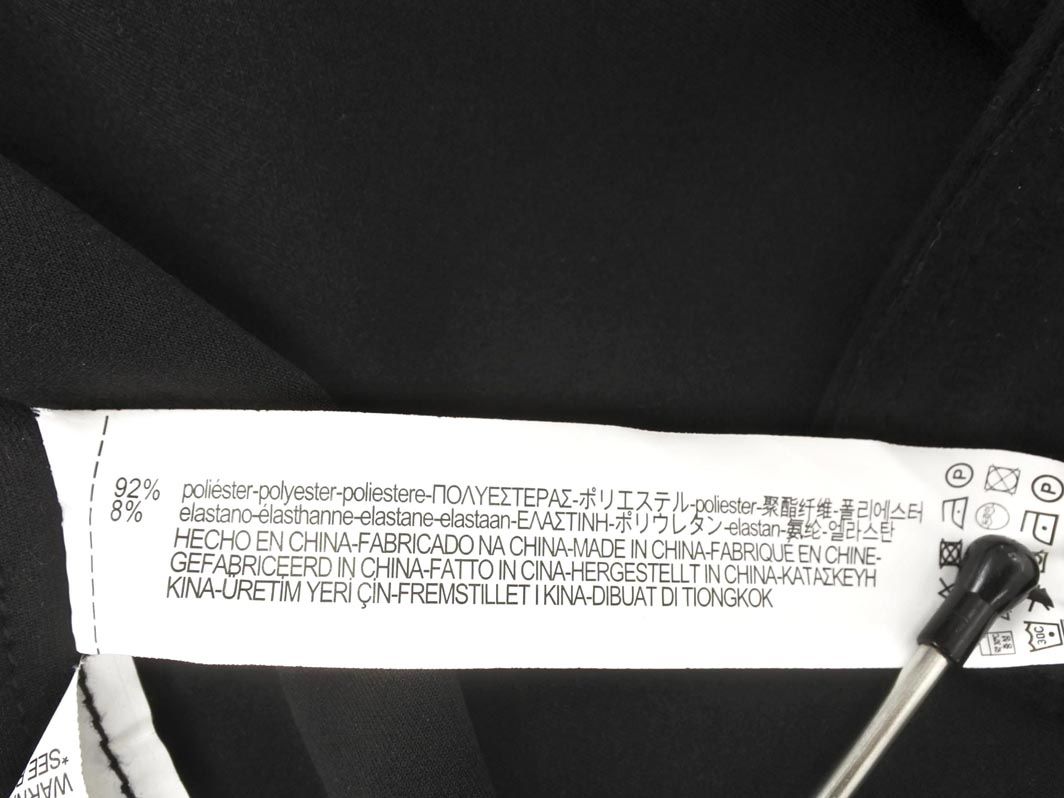 92% poliéster-polyester-poliestere-ΠΟΛΥΕΣΤΕΡΑΣ-ポリエステル-poliester-聚酯纤维-폴리에스터
8% elastano-élasthanne-elastane-elastaan-ΕΛΑΣΤΙΝΗ-ポリウレタン-elastan-氨纶-엘라스탄
HECHO EN CHINA-FABRICADO NA CHINA-MADE IN CHINA-FABRIQUÉ EN CHINE-
GEFABRICEERD IN CHINA-FATTO IN CINA-HERGESTELLT IN CHINA-ΚΑΤΑΣΚΕΥΗ
KINA-ÜRETİM YERİ ÇİN-FREMSTILLET I KINA-DIBUAT DI TIONGKOK
P
P
30C
WARN
*SEE